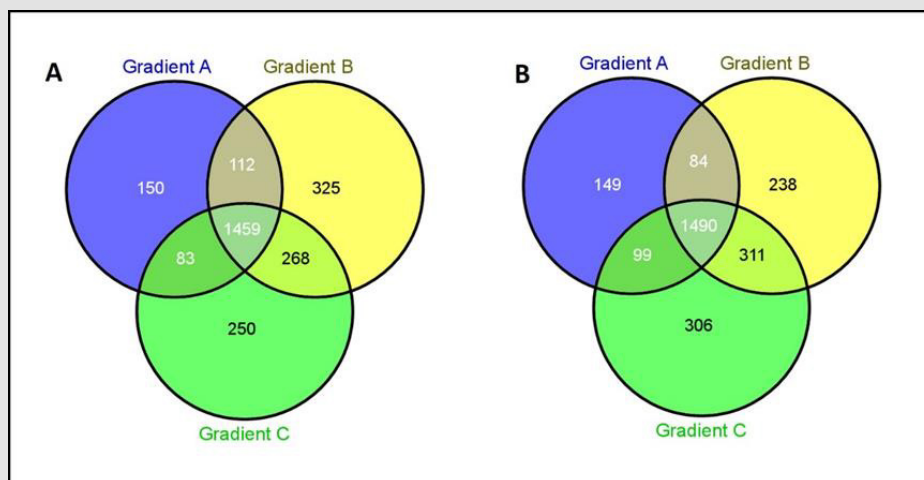 A
Gradient A
Gradient B
150
112
325
1459
83
268
250
Gradient C
B
Gradient A
Gradient B
149
84
238
1490
99
311
306
Gradient C